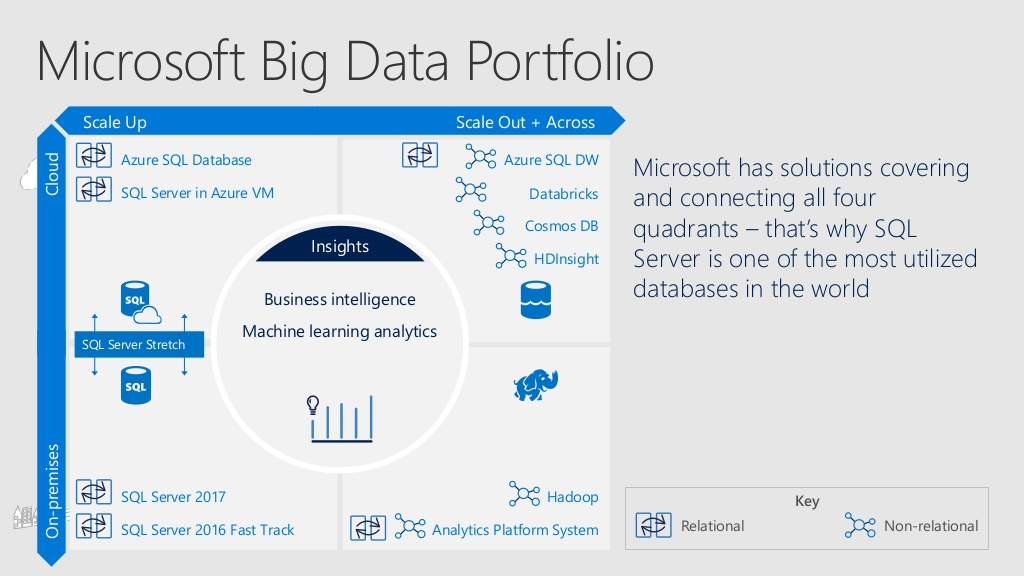 Microsoft Big Data Portfolio
Scale Up
Scale Out + Across
Cloud
On-premises
Azure SQL Database
SQL Server in Azure VM
Azure SQL DW
Databricks
Cosmos DB
HDInsight
Insights
Business intelligence
Machine learning analytics
SQL
SQL Server Stretch
SQL
SQL Server 2017
SQL Server 2016 Fast Track
Hadoop
Analytics Platform System
Microsoft has solutions covering
and connecting all four
quadrants – that’s why SQL
Server is one of the most utilized
databases in the world
Key
Relational
Non-relational